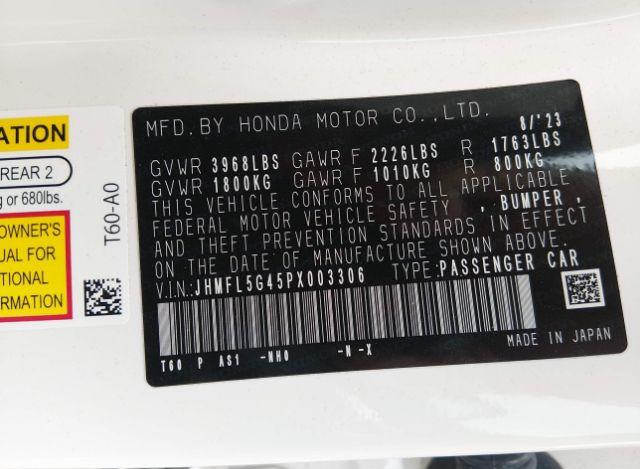 ATION
REAR 2
g or 680lbs.
OWNER'S
UAL FOR
TIONAL
ORMATION
T60-A0
MFD.BY HONDA MOTOR CO.,LTD. 8/'23
GVWR 3968LBS GAWR F 2226LBS R 1763LBS
GVWR 1800KG GAWR F 1010KG R 800KG
THIS VEHICLE CONFORMS TO ALL APPLICABLE
FEDERAL MOTOR VEHICLE SAFETY , BUMPER ,
AND THEFT PREVENTION STANDARDS IN EFFECT
ON THE DATE OF MANUFACTURE SHOWN ABOVE.
V.I.N.: JHMFL5G45PX003306 TYPE: PASSENGER CAR
T60 P AS1 -NH0 -N -X
MADE IN JAPAN